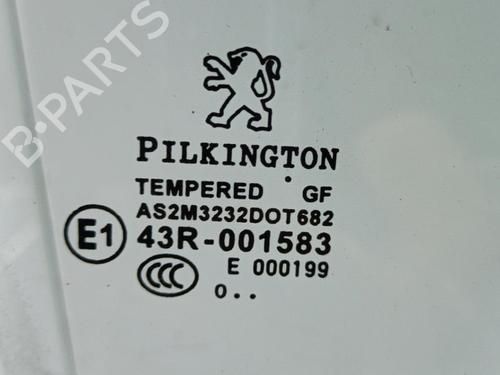 B-PARTS
PILKINGTON
TEMPERED GF
AS2M3232DOT682
E1 43R-001583
CCC E 000199
0..